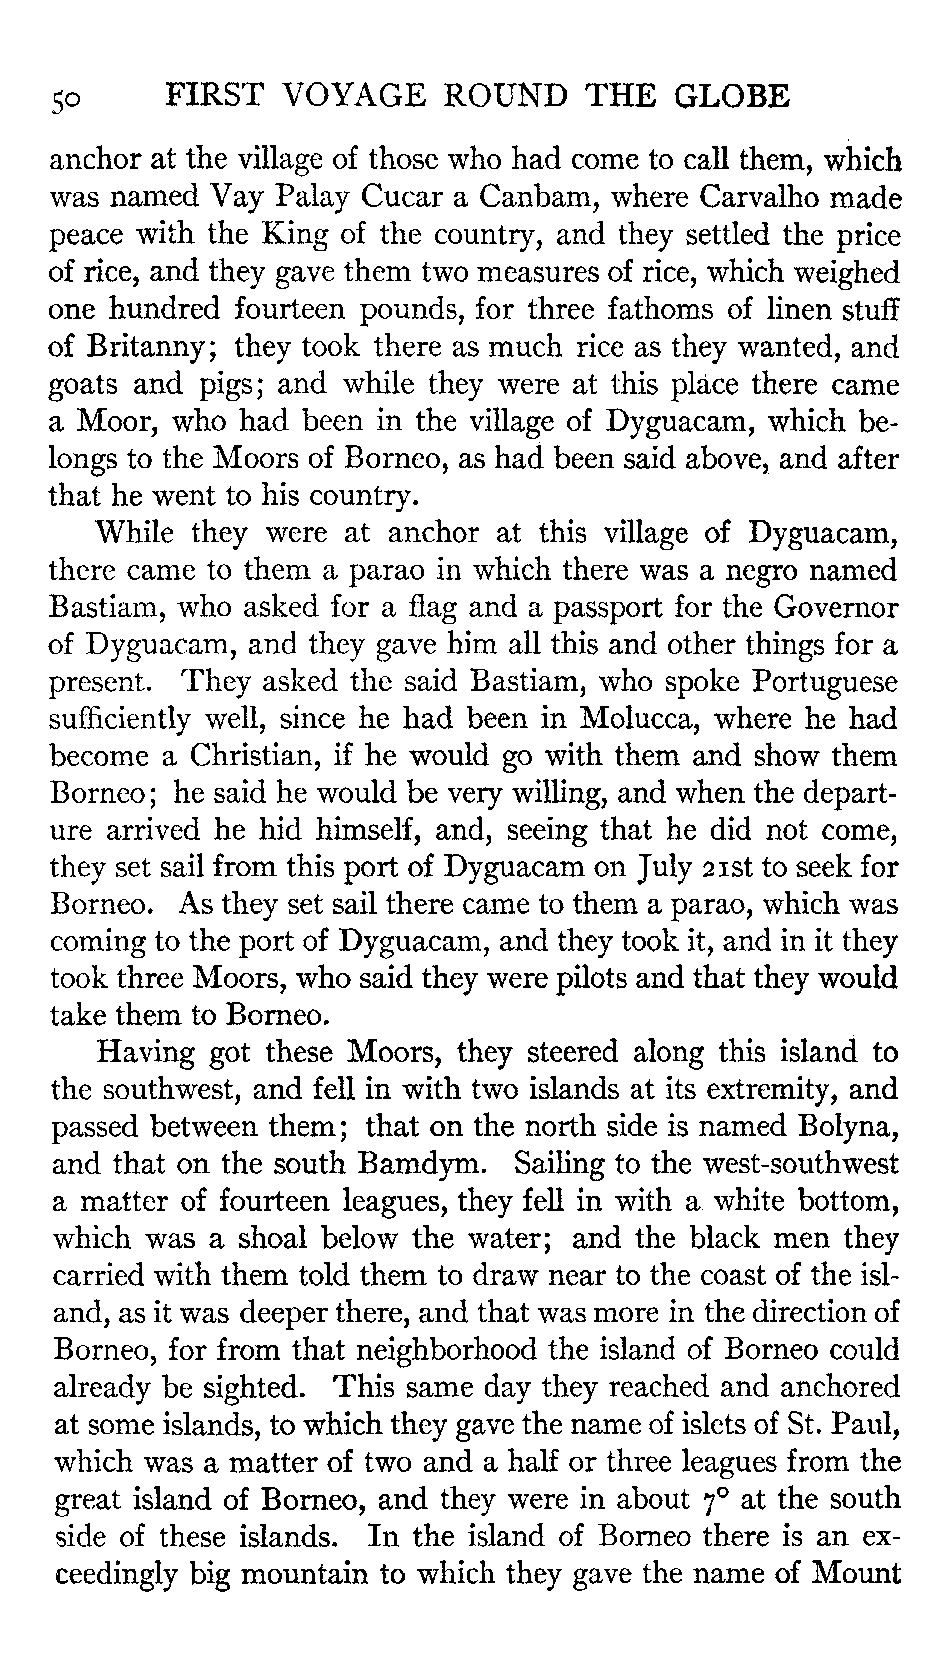 50 FIRST VOYAGE ROUND THE GLOBE
anchor at the village of those who had come to call them, which
was named Vay Palay Cucar a Canbam, where Carvalho made
peace with the King of the country, and they settled the price
of rice, and they gave them two measures of rice, which weighed
one hundred fourteen pounds, for three fathoms of linen stuff
of Britanny; they took there as much rice as they wanted, and
goats and pigs; and while they were at this place there came
a Moor, who had been in the village of Dyguacam, which be-
longs to the Moors of Borneo, as had been said above, and after
that he went to his country.
While they were at anchor at this village of Dyguacam,
there came to them a parao in which there was a negro named
Bastiam, who asked for a flag and a passport for the Governor
of Dyguacam, and they gave him all this and other things for a
present. They asked the said Bastiam, who spoke Portuguese
sufficiently well, since he had been in Molucca, where he had
become a Christian, if he would go with them and show them
Borneo; he said he would be very willing, and when the depart-
ure arrived he hid himself, and, seeing that he did not come,
they set sail from this port of Dyguacam on July 21st to seek for
Borneo. As they set sail there came to them a parao, which was
coming to the port of Dyguacam, and they took it, and in it they
took three Moors, who said they were pilots and that they would
take them to Borneo.
Having got these Moors, they steered along this island to
the southwest, and fell in with two islands at its extremity, and
passed between them; that on the north side is named Bolyna,
and that on the south Bamdym. Sailing to the west-southwest
a matter of fourteen leagues, they fell in with a white bottom,
which was a shoal below the water; and the black men they
carried with them told them to draw near to the coast of the isl-
and, as it was deeper there, and that was more in the direction of
Borneo, for from that neighborhood the island of Borneo could
already be sighted. This same day they reached and anchored
at some islands, to which they gave the name of islets of St. Paul,
which was a matter of two and a half or three leagues from the
great island of Borneo, and they were in about 7° at the south
side of these islands. In the island of Borneo there is an ex-
ceedingly big mountain to which they gave the name of Mount